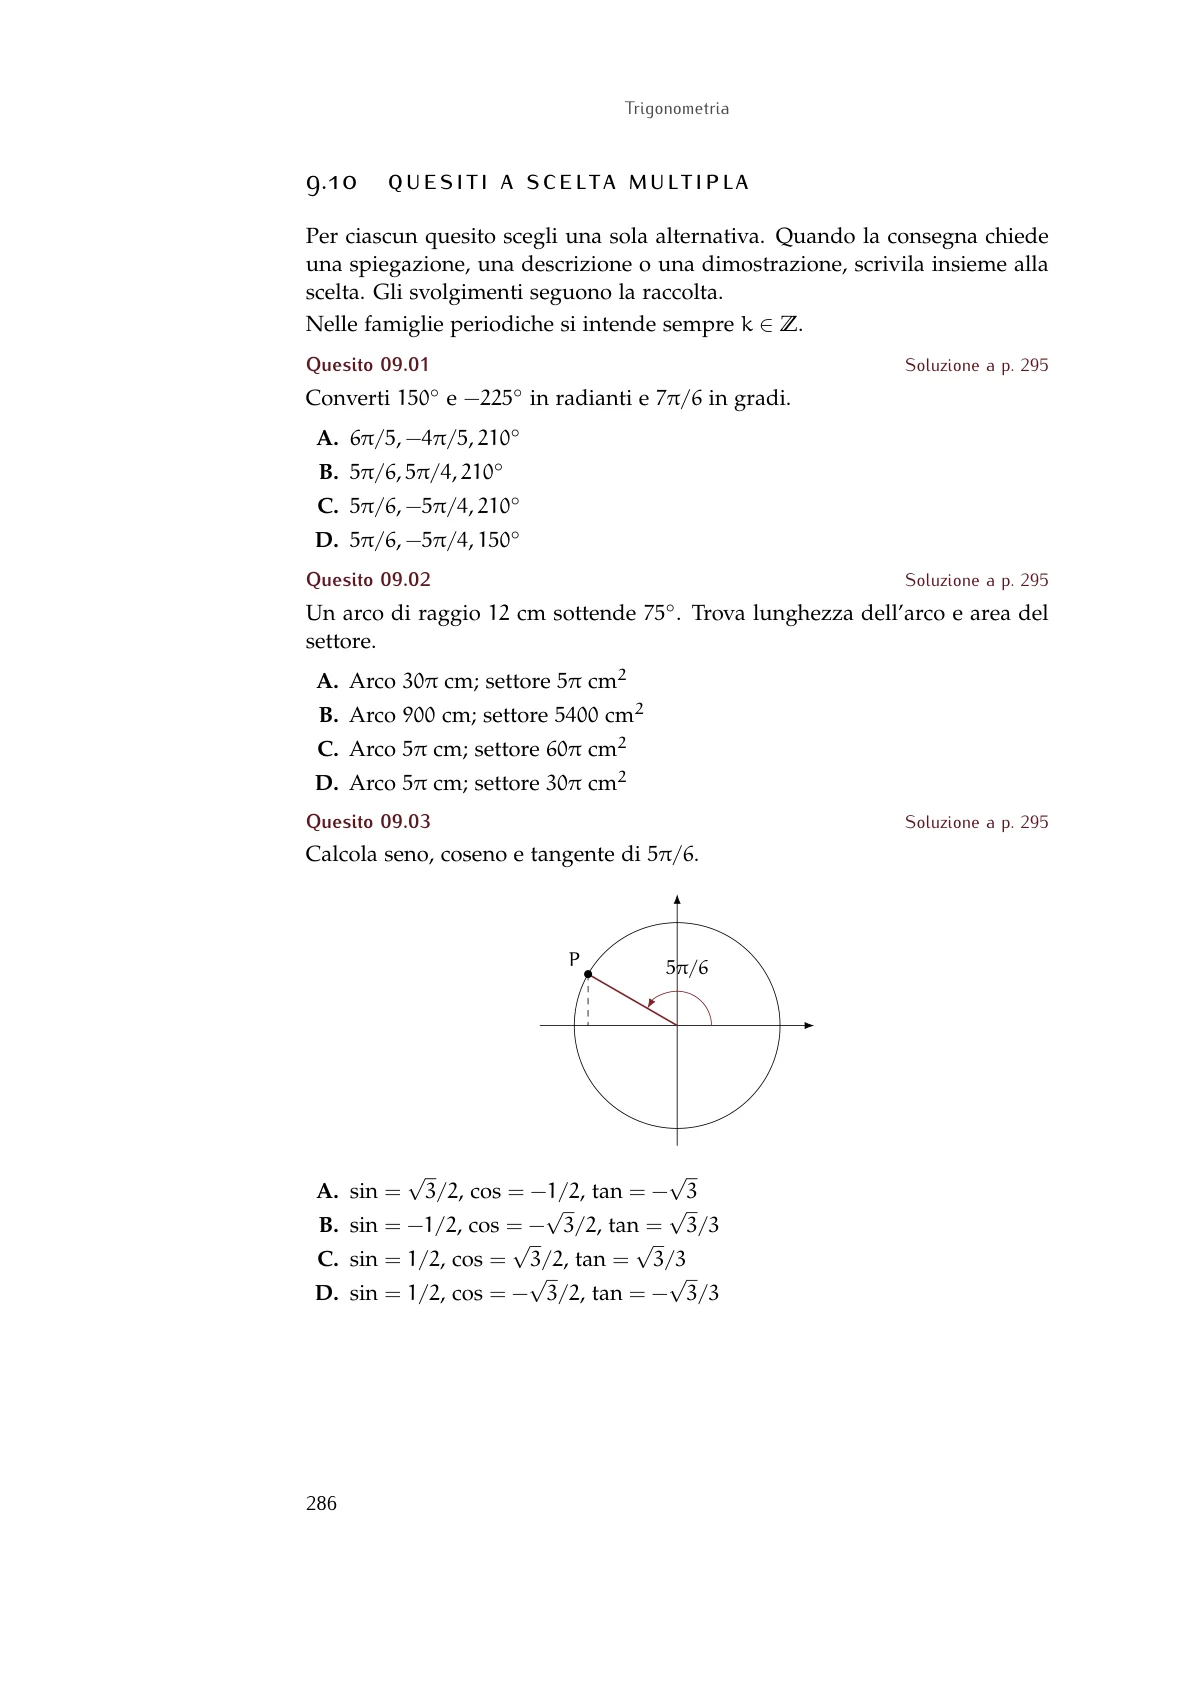 Trigonometria
9.10 QUESITI A SCELTA MULTIPLA
Per ciascun quesito scegli una sola alternativa. Quando la consegna chiede
una spiegazione, una descrizione o una dimostrazione, scrivila insieme alla
scelta. Gli svolgimenti seguono la raccolta.
Nelle famiglie periodiche si intende sempre k ∈ ℤ.
Quesito 09.01 Soluzione a p. 295
Converti 150° e −225° in radianti e 7π/6 in gradi.
A. 6π/5, −4π/5, 210°
B. 5π/6, 5π/4, 210°
C. 5π/6, −5π/4, 210°
D. 5π/6, −5π/4, 150°
Quesito 09.02 Soluzione a p. 295
Un arco di raggio 12 cm sottende 75°. Trova lunghezza dell'arco e area del
settore.
A. Arco 30π cm; settore 5π cm²
B. Arco 900 cm; settore 5400 cm²
C. Arco 5π cm; settore 60π cm²
D. Arco 5π cm; settore 30π cm²
Quesito 09.03 Soluzione a p. 295
Calcola seno, coseno e tangente di 5π/6.
P
5π/6
A. sin = √3/2, cos = −1/2, tan = −√3
B. sin = −1/2, cos = −√3/2, tan = √3/3
C. sin = 1/2, cos = √3/2, tan = √3/3
D. sin = 1/2, cos = −√3/2, tan = −√3/3
286